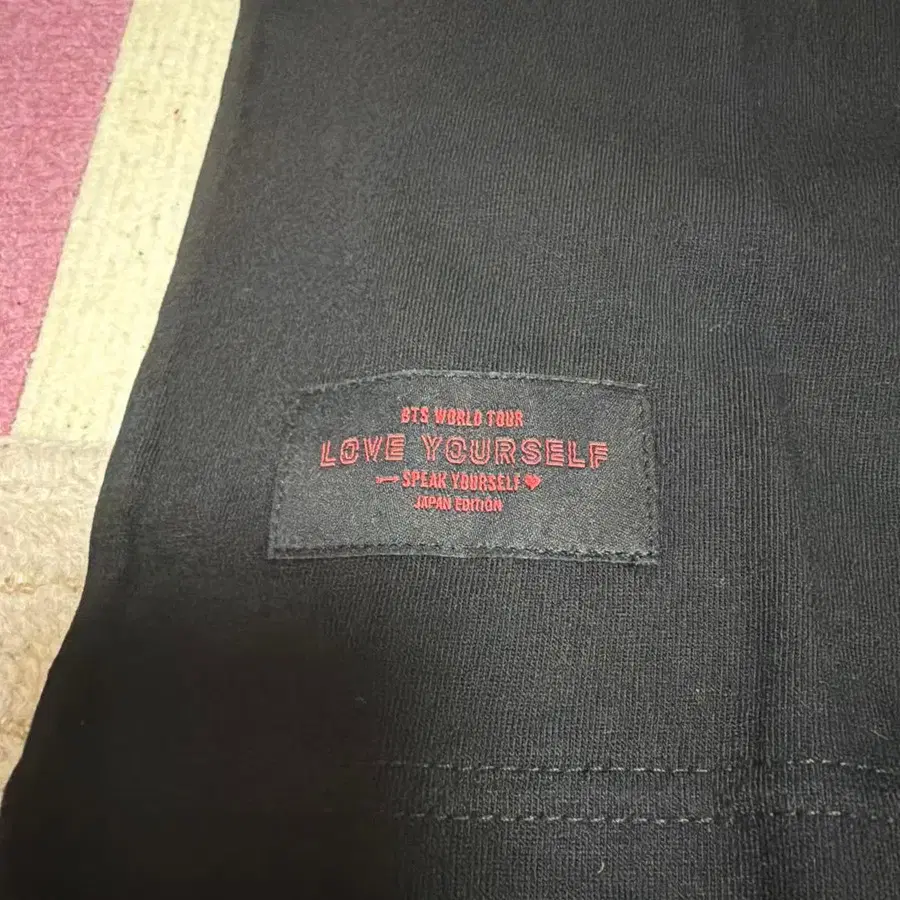 BTS WORLD TOUR
LOVE YOURSELF
SPEAK YOURSELF
JAPAN EDITION